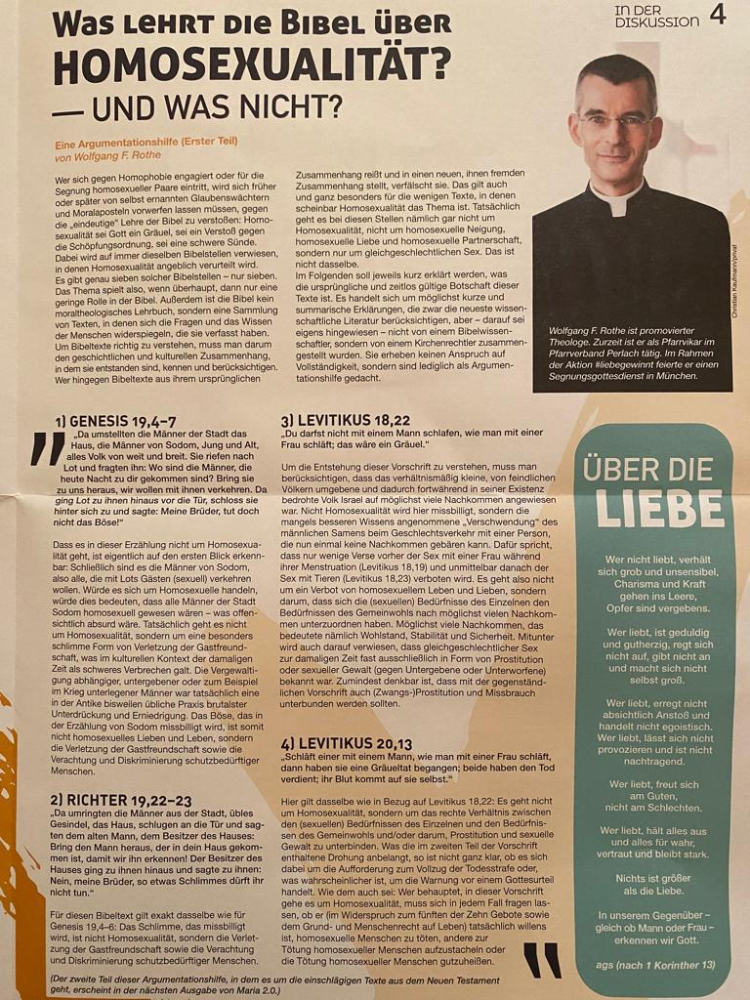 IN DER
DISKUSSION 4
Was LEHRT DIE BIBEL ÜBER
HOMOSEXUALITÄT?
— UND WAS NICHT?
Eine Argumentationshilfe (Erster Teil)
von Wolfgang F. Rothe
Wer sich gegen Homophobie engagiert oder für die
Segnung homosexueller Paare eintritt, wird sich früher
oder später von selbst ernannten Glaubenswächtern
und Moralaposteln vorwerfen lassen müssen, gegen
die „eindeutige“ Lehre der Bibel zu verstoßen: Homo-
sexualität sei Gott ein Gräuel, sei ein Verstoß gegen
die Schöpfungsordnung, sei eine schwere Sünde.
Dabei wird auf immer dieselben Bibelstellen verwiesen,
in denen Homosexualität angeblich verurteilt wird.
Es gibt genau sieben solcher Bibelstellen – nur sieben.
Das Thema spielt also, wenn überhaupt, dann nur eine
geringe Rolle in der Bibel. Außerdem ist die Bibel kein
moraltheologisches Lehrbuch, sondern eine Sammlung
von Texten, in denen sich die Fragen und das Wissen
der Menschen widerspiegeln, die sie verfasst haben.
Um Bibeltexte richtig zu verstehen, muss man darum
den geschichtlichen und kulturellen Zusammenhang,
in dem sie entstanden sind, kennen und berücksichtigen.
Wer hingegen Bibeltexte aus ihrem ursprünglichen
Zusammenhang reißt und in einen neuen, ihnen fremden
Zusammenhang stellt, verfälscht sie. Das gilt auch
und ganz besonders für die wenigen Texte, in denen
scheinbar Homosexualität das Thema ist. Tatsächlich
geht es bei diesen Stellen nämlich gar nicht um
Homosexualität, nicht um homosexuelle Neigung,
homosexuelle Liebe und homosexuelle Partnerschaft,
sondern nur um gleichgeschlechtlichen Sex. Das ist
nicht dasselbe.
Im Folgenden soll jeweils kurz erklärt werden, was
die ursprüngliche und zeitlos gültige Botschaft dieser
Texte ist. Es handelt sich um möglichst kurze und
summarische Erklärungen, die zwar die neueste wissen-
schaftliche Literatur berücksichtigen, aber – darauf sei
eigens hingewiesen – nicht von einem Bibelwissen-
schaftler, sondern von einem Kirchenrechtler zusammen-
gestellt wurden. Sie erheben keinen Anspruch auf
Vollständigkeit, sondern sind lediglich als Argumen-
tationshilfe gedacht.
Christian Kaufmann/privat
Wolfgang F. Rothe ist promovierter
Theologe. Zurzeit ist er als Pfarrvikar im
Pfarrverband Perlach tätig. Im Rahmen
der Aktion #liebegewinnt feierte er einen
Segnungsgottesdienst in München.
1) GENESIS 19,4–7
„Da umstellten die Männer der Stadt das
Haus, die Männer von Sodom, Jung und Alt,
alles Volk von weit und breit. Sie riefen nach
Lot und fragten ihn: Wo sind die Männer, die
heute Nacht zu dir gekommen sind? Bring sie
zu uns heraus, wir wollen mit ihnen verkehren. Da
ging Lot zu ihnen hinaus vor die Tür, schloss sie
hinter sich zu und sagte: Meine Brüder, tut doch
nicht das Böse!“
Dass es in dieser Erzählung nicht um Homosexua-
lität geht, ist eigentlich auf den ersten Blick erkenn-
bar: Schließlich sind es die Männer von Sodom,
also alle, die mit Lots Gästen (sexuell) verkehren
wollen. Würde es sich um Homosexuelle handeln,
würde dies bedeuten, dass alle Männer der Stadt
Sodom homosexuell gewesen wären – was offen-
sichtlich absurd wäre. Tatsächlich geht es nicht
um Homosexualität, sondern um eine besonders
schlimme Form von Verletzung der Gastfreund-
schaft, was im kulturellen Kontext der damaligen
Zeit als schweres Verbrechen galt. Die Vergewalti-
gung abhängiger, untergebener oder zum Beispiel
im Krieg unterlegener Männer war tatsächlich eine
in der Antike bisweilen übliche Praxis brutalster
Unterdrückung und Erniedrigung. Das Böse, das in
der Erzählung von Sodom missbilligt wird, ist somit
nicht homosexuelles Lieben und Leben, sondern
die Verletzung der Gastfreundschaft sowie die
Verachtung und Diskriminierung schutzbedürftiger
Menschen.
2) RICHTER 19,22–23
„Da umringten die Männer aus der Stadt, übles
Gesindel, das Haus, schlugen an die Tür und sag-
ten dem alten Mann, dem Besitzer des Hauses:
Bring den Mann heraus, der in dein Haus gekom-
men ist, damit wir ihn erkennen! Der Besitzer des
Hauses ging zu ihnen hinaus und sagte zu ihnen:
Nein, meine Brüder, so etwas Schlimmes dürft ihr
nicht tun.“
Für diesen Bibeltext gilt exakt dasselbe wie für
Genesis 19,4–6: Das Schlimme, das missbilligt
wird, ist nicht Homosexualität, sondern die Verlet-
zung der Gastfreundschaft sowie die Verachtung
und Diskriminierung schutzbedürftiger Menschen.
3) LEVITIKUS 18,22
„Du darfst nicht mit einem Mann schlafen, wie man mit einer
Frau schläft; das wäre ein Gräuel.“
Um die Entstehung dieser Vorschrift zu verstehen, muss man
berücksichtigen, dass das verhältnismäßig kleine, von feindlichen
Völkern umgebene und dadurch fortwährend in seiner Existenz
bedrohte Volk Israel auf möglichst viele Nachkommen angewiesen
war. Nicht Homosexualität wird hier missbilligt, sondern die
mangels besseren Wissens angenommene „Verschwendung“ des
männlichen Samens beim Geschlechtsverkehr mit einer Person,
die nun einmal keine Nachkommen gebären kann. Dafür spricht,
dass nur wenige Verse vorher der Sex mit einer Frau während
ihrer Menstruation (Levitikus 18,19) und unmittelbar danach der
Sex mit Tieren (Levitikus 18,23) verboten wird. Es geht also nicht
um ein Verbot von homosexuellem Leben und Lieben, sondern
darum, dass sie die (sexuellen) Bedürfnisse des Einzelnen den
Bedürfnissen des Gemeinwohls nach möglichst vielen Nachkom-
men unterzuordnen haben. Möglichst viele Nachkommen, das
bedeutete nämlich Wohlstand, Stabilität und Sicherheit. Mitunter
wird auch darauf verwiesen, dass gleichgeschlechtlicher Sex
zur damaligen Zeit fast ausschließlich in Form von Prostitution
oder sexueller Gewalt (gegen Untergebene oder Unterworfene)
bekannt war. Zumindest denkbar ist, dass mit der gegenständ-
lichen Vorschrift auch (Zwangs-)Prostitution und Missbrauch
unterbunden werden sollten.
4) LEVITIKUS 20,13
„Schläft einer mit einem Mann, wie man mit einer Frau schläft,
dann haben sie eine Gräueltat begangen; beide haben den Tod
verdient; ihr Blut kommt auf sie selbst.“
Hier gilt dasselbe wie in Bezug auf Levitikus 18,22: Es geht nicht
um Homosexualität, sondern um das rechte Verhältnis zwischen
den (sexuellen) Bedürfnissen des Einzelnen und den Bedürfnis-
sen des Gemeinwohls und/oder darum, Prostitution und sexuelle
Gewalt zu unterbinden. Was die im zweiten Teil der Vorschrift
enthaltene Drohung anbelangt, so ist nicht ganz klar, ob es sich
dabei um die Aufforderung zum Vollzug der Todesstrafe oder,
was wahrscheinlicher ist, um die Warnung vor einem Gottesurteil
handelt. Wie dem auch sei: Wer behauptet, in dieser Vorschrift
gehe es um Homosexualität, muss sich in jedem Fall fragen las-
sen, ob er (im Widerspruch zum fünften der Zehn Gebote sowie
dem Grund- und Menschenrecht auf Leben) tatsächlich willens
ist, homosexuelle Menschen zu töten, andere zur
Tötung homosexueller Menschen aufzustacheln oder
die Tötung homosexueller Menschen gutzuheißen.
(Der zweite Teil dieser Argumentationshilfe, in dem es um die einschlägigen Texte aus dem Neuen Testament
geht, erscheint in der nächsten Ausgabe von Maria 2.0.)
ÜBER DIE
LIEBE
Wer nicht liebt, verhält
sich grob und unsensibel,
Charisma und Kraft
gehen ins Leere,
Opfer sind vergebens.
Wer liebt, ist geduldig
und gutherzig, regt sich
nicht auf, gibt nicht an
und macht sich nicht
selbst groß.
Wer liebt, erregt nicht
absichtlich Anstoß und
handelt nicht egoistisch.
Wer liebt, lässt sich nicht
provozieren und ist nicht
nachtragend.
Wer liebt, freut sich
am Guten,
nicht am Schlechten.
Wer liebt, hält alles aus
und alles für wahr,
vertraut und bleibt stark.
Nichts ist größer
als die Liebe.
In unserem Gegenüber –
gleich ob Mann oder Frau –
erkennen wir Gott.
ags (nach 1 Korinther 13)